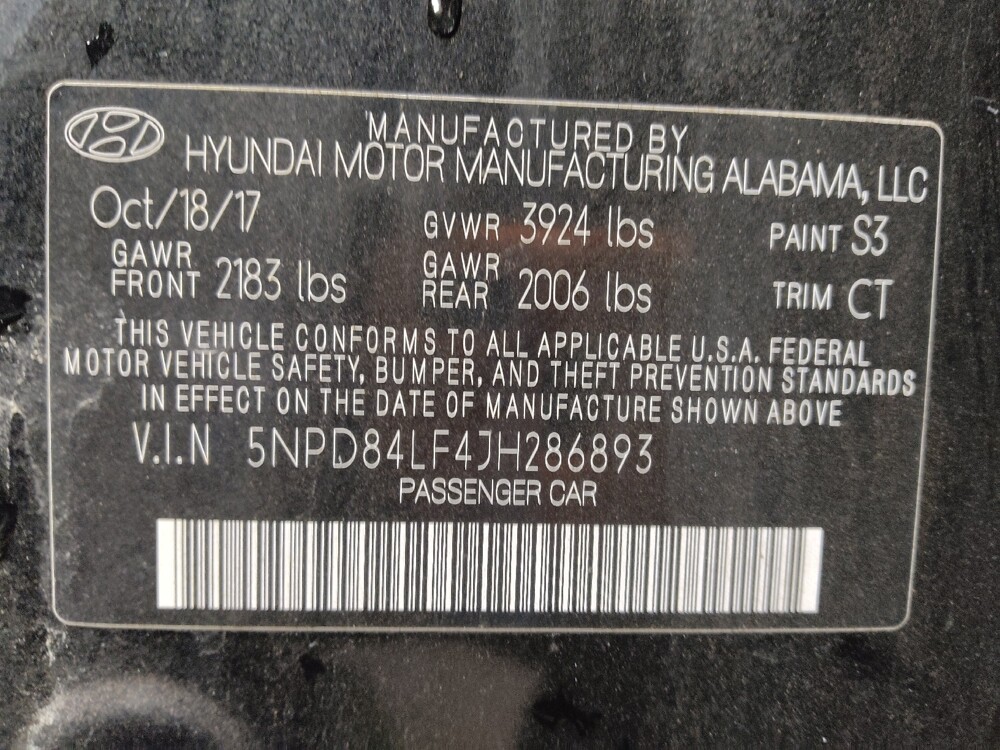 MANUFACTURED BY
HYUNDAI MOTOR MANUFACTURING ALABAMA, LLC
Oct/18/17 GVWR 3924 lbs PAINT S3
GAWR FRONT 2183 lbs GAWR REAR 2006 lbs TRIM CT
THIS VEHICLE CONFORMS TO ALL APPLICABLE U.S.A. FEDERAL
MOTOR VEHICLE SAFETY, BUMPER, AND THEFT PREVENTION STANDARDS
IN EFFECT ON THE DATE OF MANUFACTURE SHOWN ABOVE
V.I.N 5NPD84LF4JH286893
PASSENGER CAR